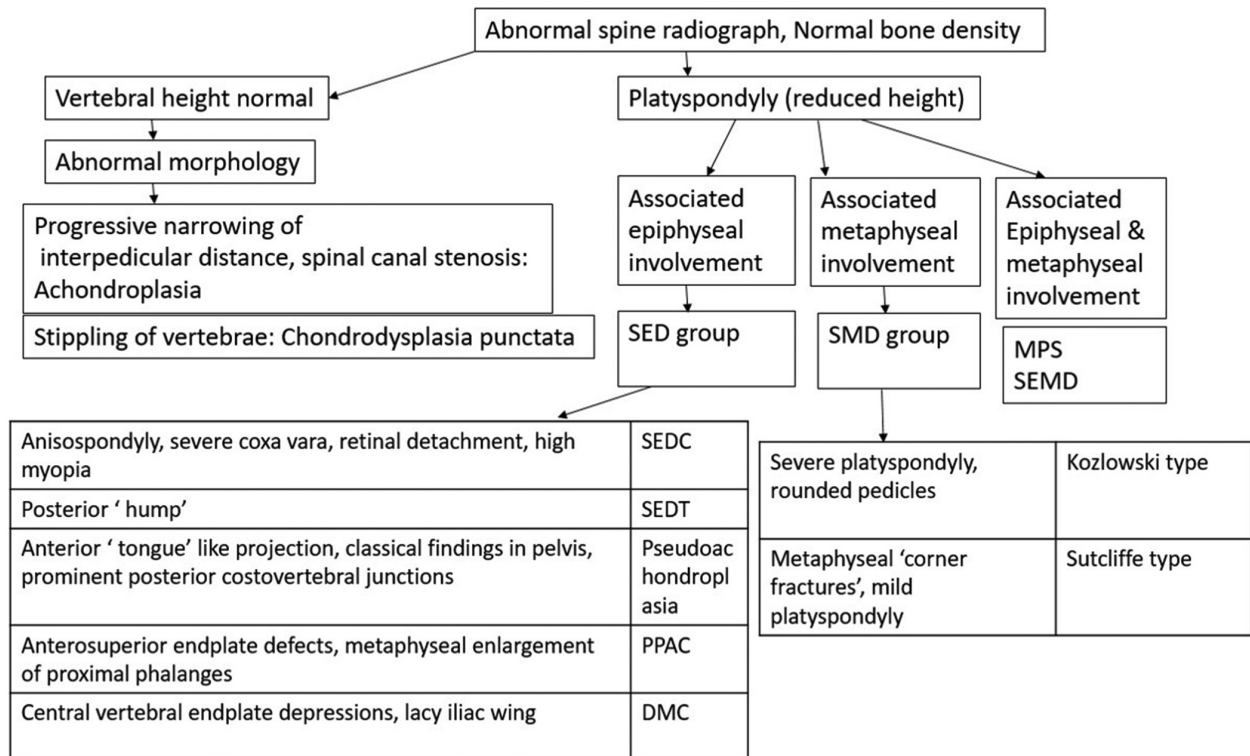 Abnormal spine radiograph, Normal bone density
Vertebral height normal
Platyspondyly (reduced height)
Abnormal morphology
Progressive narrowing of
interpedicular distance, spinal canal stenosis:
Achondroplasia
Stippling of vertebrae: Chondrodysplasia punctata
Associated
epiphyseal
involvement
Associated
metaphyseal
involvement
Associated
Epiphyseal &
metaphyseal
involvement
SED group
SMD group
MPS
SEMD
Anisospondyly, severe coxa vara, retinal detachment, high
myopia
SEDC
Posterior ‘ hump’
SEDT
Anterior ‘ tongue’ like projection, classical findings in pelvis,
prominent posterior costovertebral junctions
Pseudoac
hondropl
asia
Anterosuperior endplate defects, metaphyseal enlargement
of proximal phalanges
PPAC
Central vertebral endplate depressions, lacy iliac wing
DMC
Severe platyspondyly,
rounded pedicles
Kozlowski type
Metaphyseal ‘corner
fractures’, mild
platyspondyly
Sutcliffe type